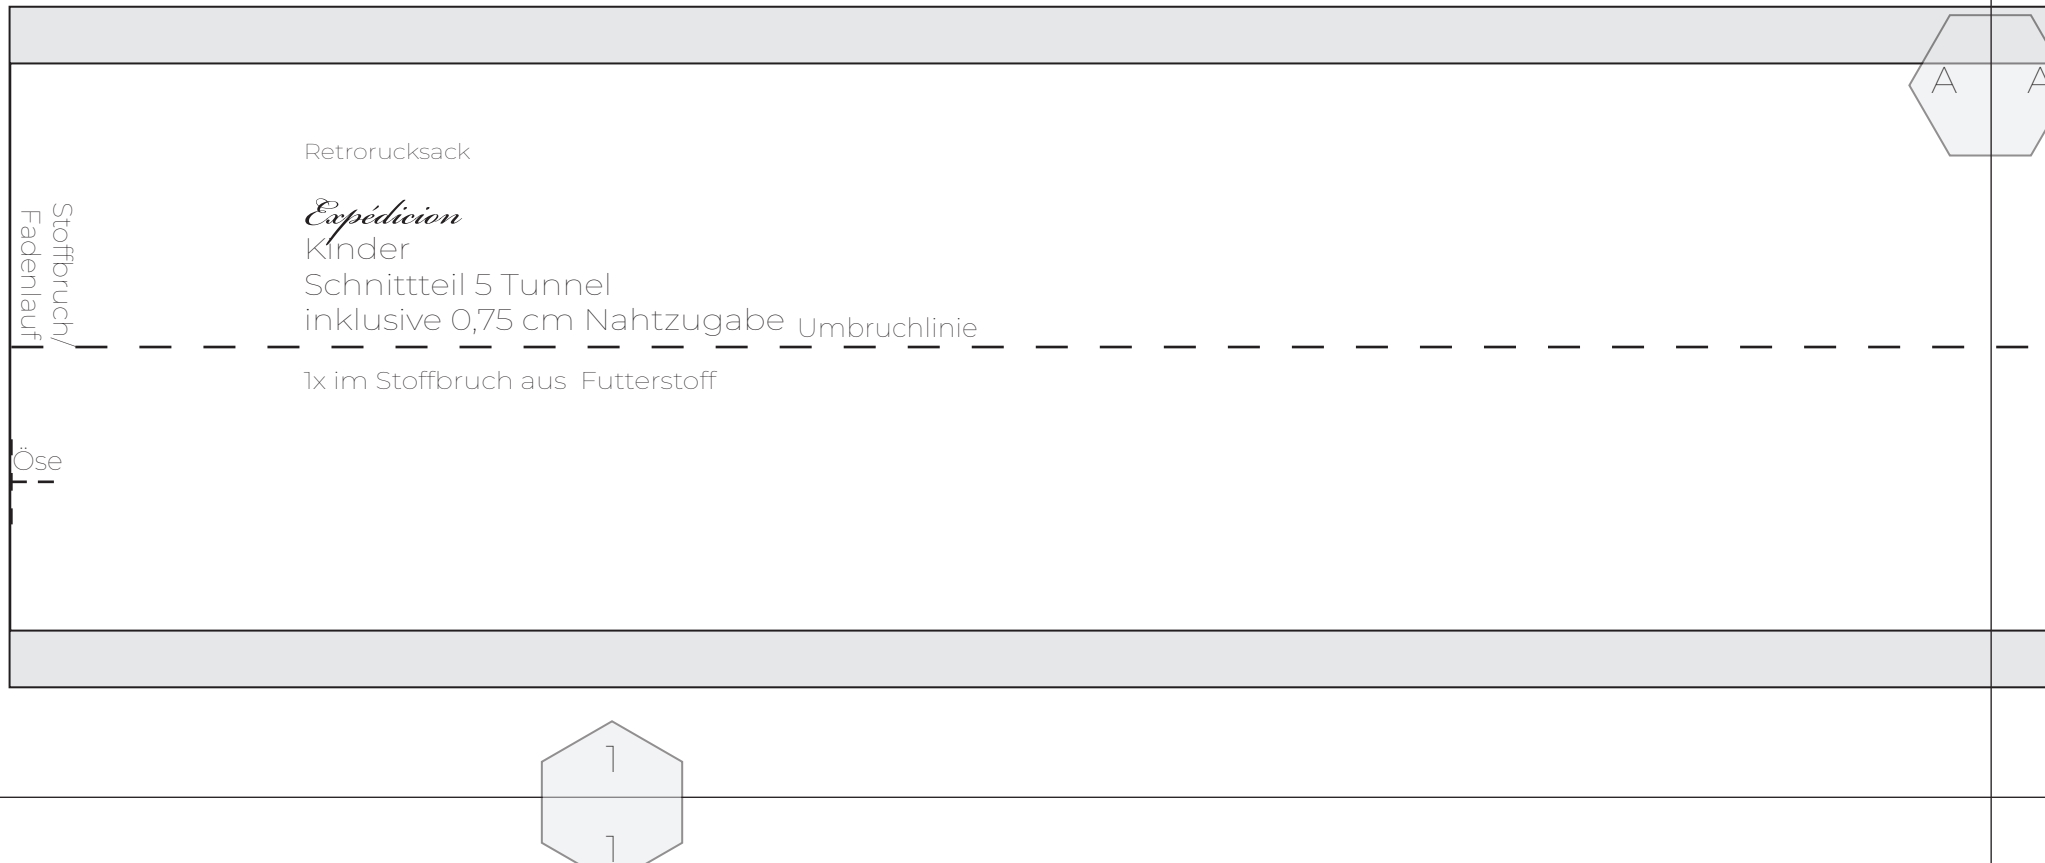 A A
Retrorucksack
Expédicion
Kinder
Schnittteil 5 Tunnel
inklusive 0,75 cm Nahtzugabe
Umbruchlinie
Stoffbruch/
Fadenlauf
1x im Stoffbruch aus Futterstoff
Öse
1
1